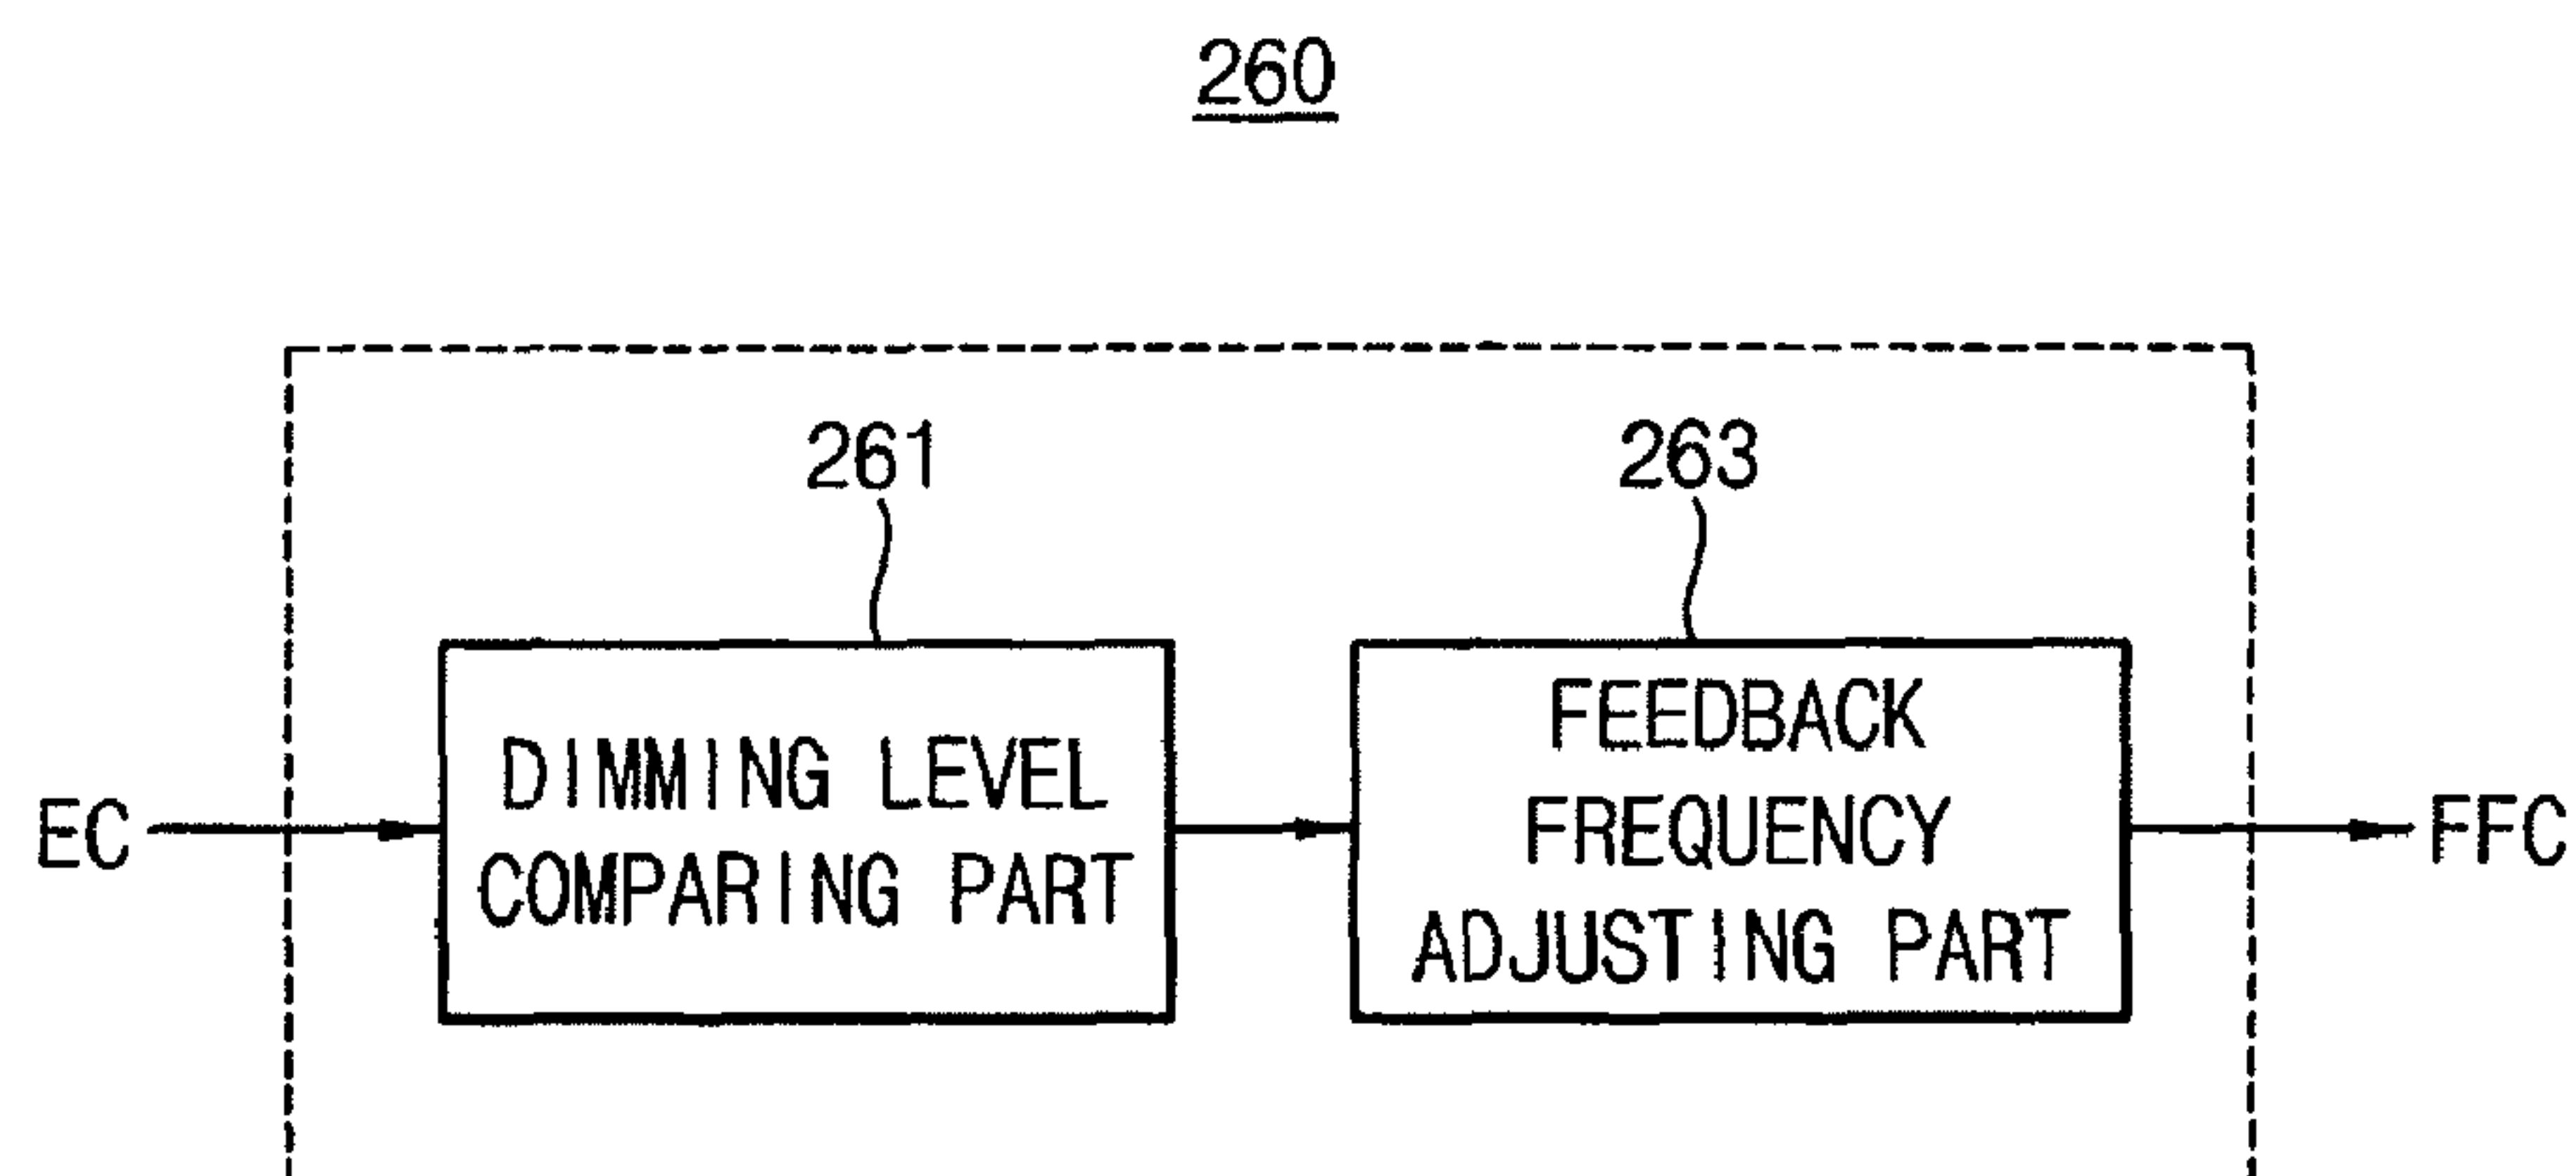 260
261
263
DIMMING LEVEL
COMPARING PART
FEEDBACK
FREQUENCY
ADJUSTING PART
EC
FFC